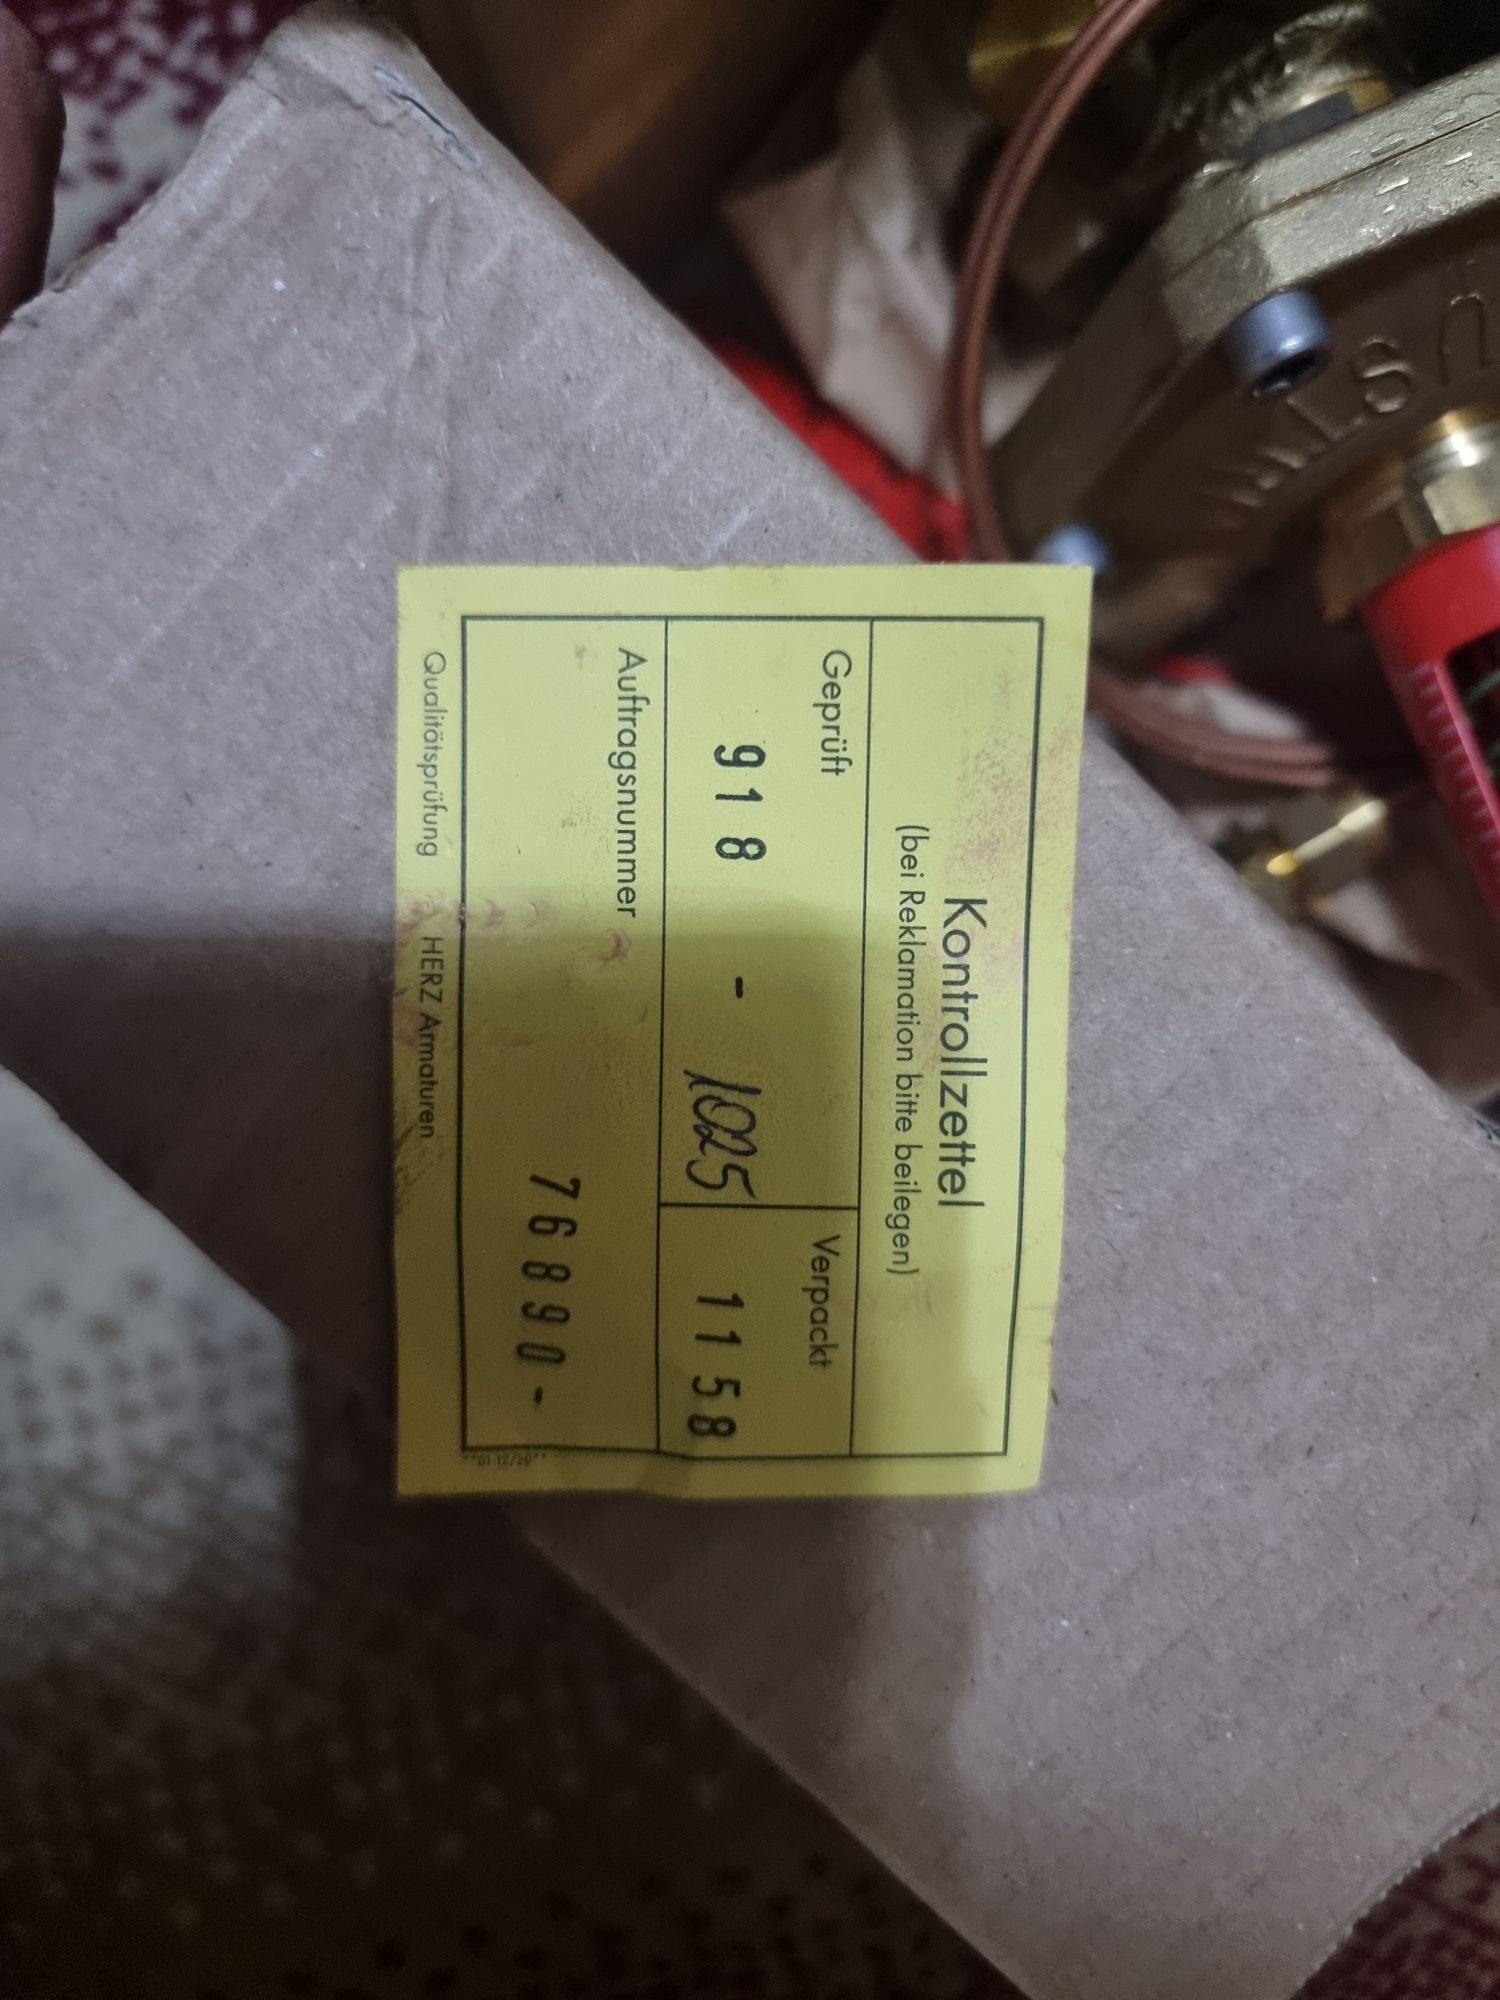 Kontrollzettel
(bei Reklamation bitte beilegen)
Geprüft
918 - 1025
Verpackt
1158
Auftragsnummer
76890-
Qualitätsprüfung HERZ Armaturen